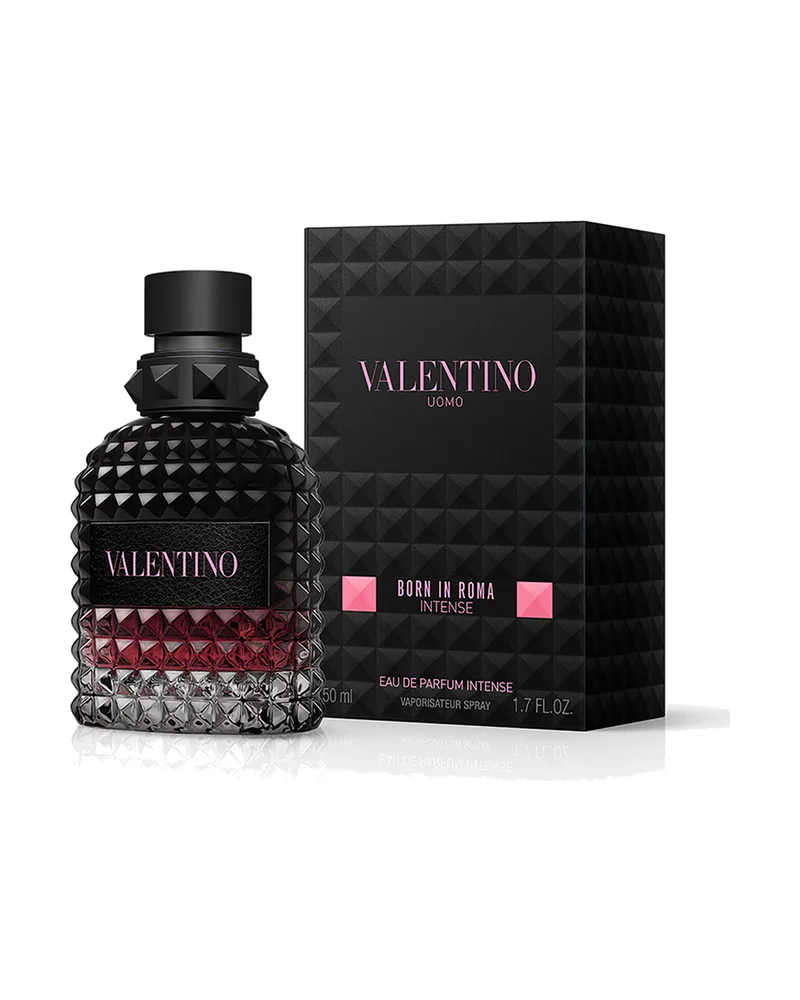 VALENTINO
VALENTINO
UOMO
BORN IN ROMA
INTENSE
EAU DE PARFUM INTENSE
50 ml VAPORISATEUR SPRAY 1.7 FL.OZ.